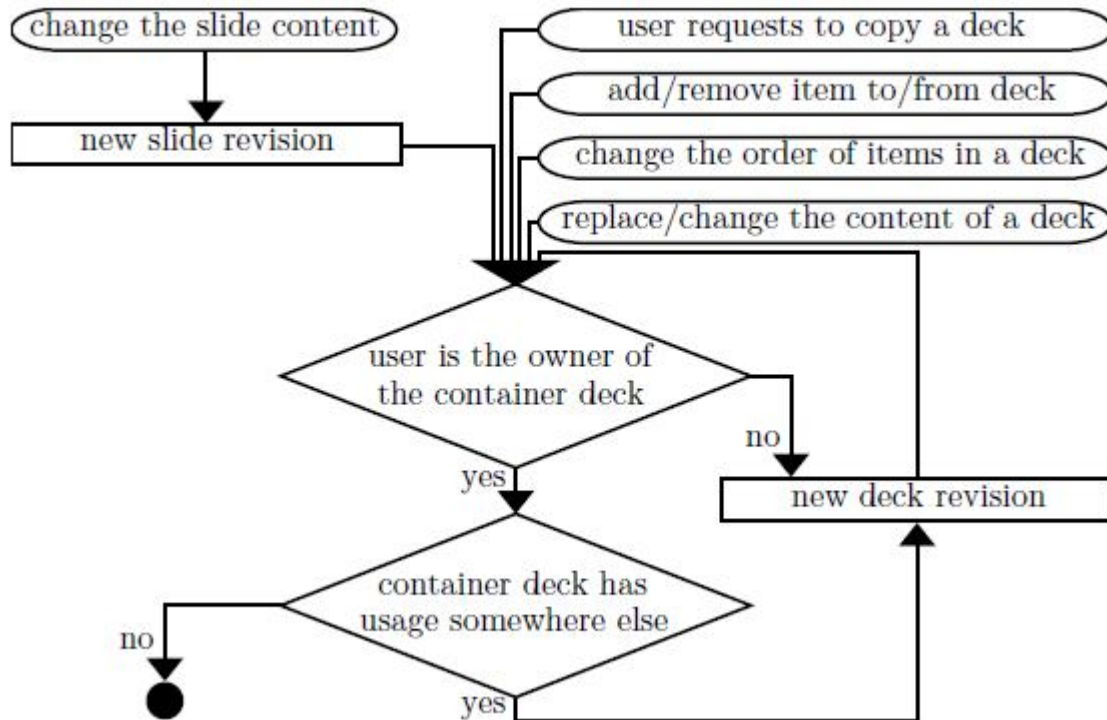 change the slide content
user requests to copy a deck
add/remove item to/from deck
new slide revision
change the order of items in a deck
replace/change the content of a deck
user is the owner of
the container deck
no
yes
new deck revision
container deck has
usage somewhere else
no
yes